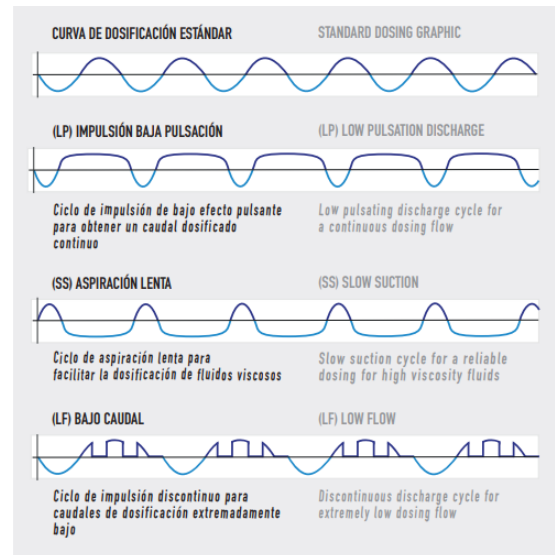 CURVA DE DOSIFICACIÓN ESTÁNDAR
STANDARD DOSING GRAPHIC
(LP) IMPULSIÓN BAJA PULSACIÓN
(LP) LOW PULSATION DISCHARGE
Ciclo de impulsión de bajo efecto pulsante
para obtener un caudal dosificado
continuo
Low pulsating discharge cycle for
a continuous dosing flow
(SS) ASPIRACIÓN LENTA
(SS) SLOW SUCTION
Ciclo de aspiración lenta para
facilitar la dosificación de fluidos viscosos
Slow suction cycle for a reliable
dosing for high viscosity fluids
(LF) BAJO CAUDAL
(LF) LOW FLOW
Ciclo de impulsión discontinuo para
caudales de dosificación extremadamente
bajo
Discontinuous discharge cycle for
extremely low dosing flow